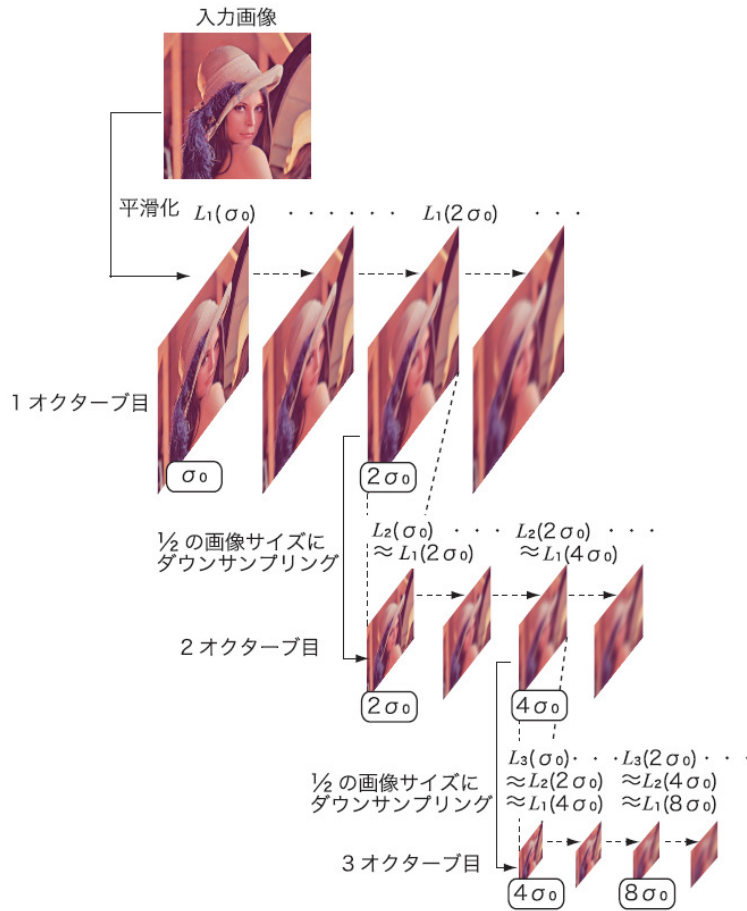 入力画像
平滑化 L₁(σ₀) · · · · · · L₁(2σ₀) · · ·
1オクターブ目
σ₀ 2σ₀
½の画像サイズに
ダウンサンプリング
L₂(σ₀) · · · L₂(2σ₀) · · ·
≈L₁(2σ₀) ≈L₁(4σ₀)
2オクターブ目
2σ₀ 4σ₀
½の画像サイズに
ダウンサンプリング
L₃(σ₀) · · · L₃(2σ₀) · · ·
≈L₂(2σ₀) ≈L₂(4σ₀)
≈L₁(4σ₀) ≈L₁(8σ₀)
3オクターブ目
4σ₀ 8σ₀